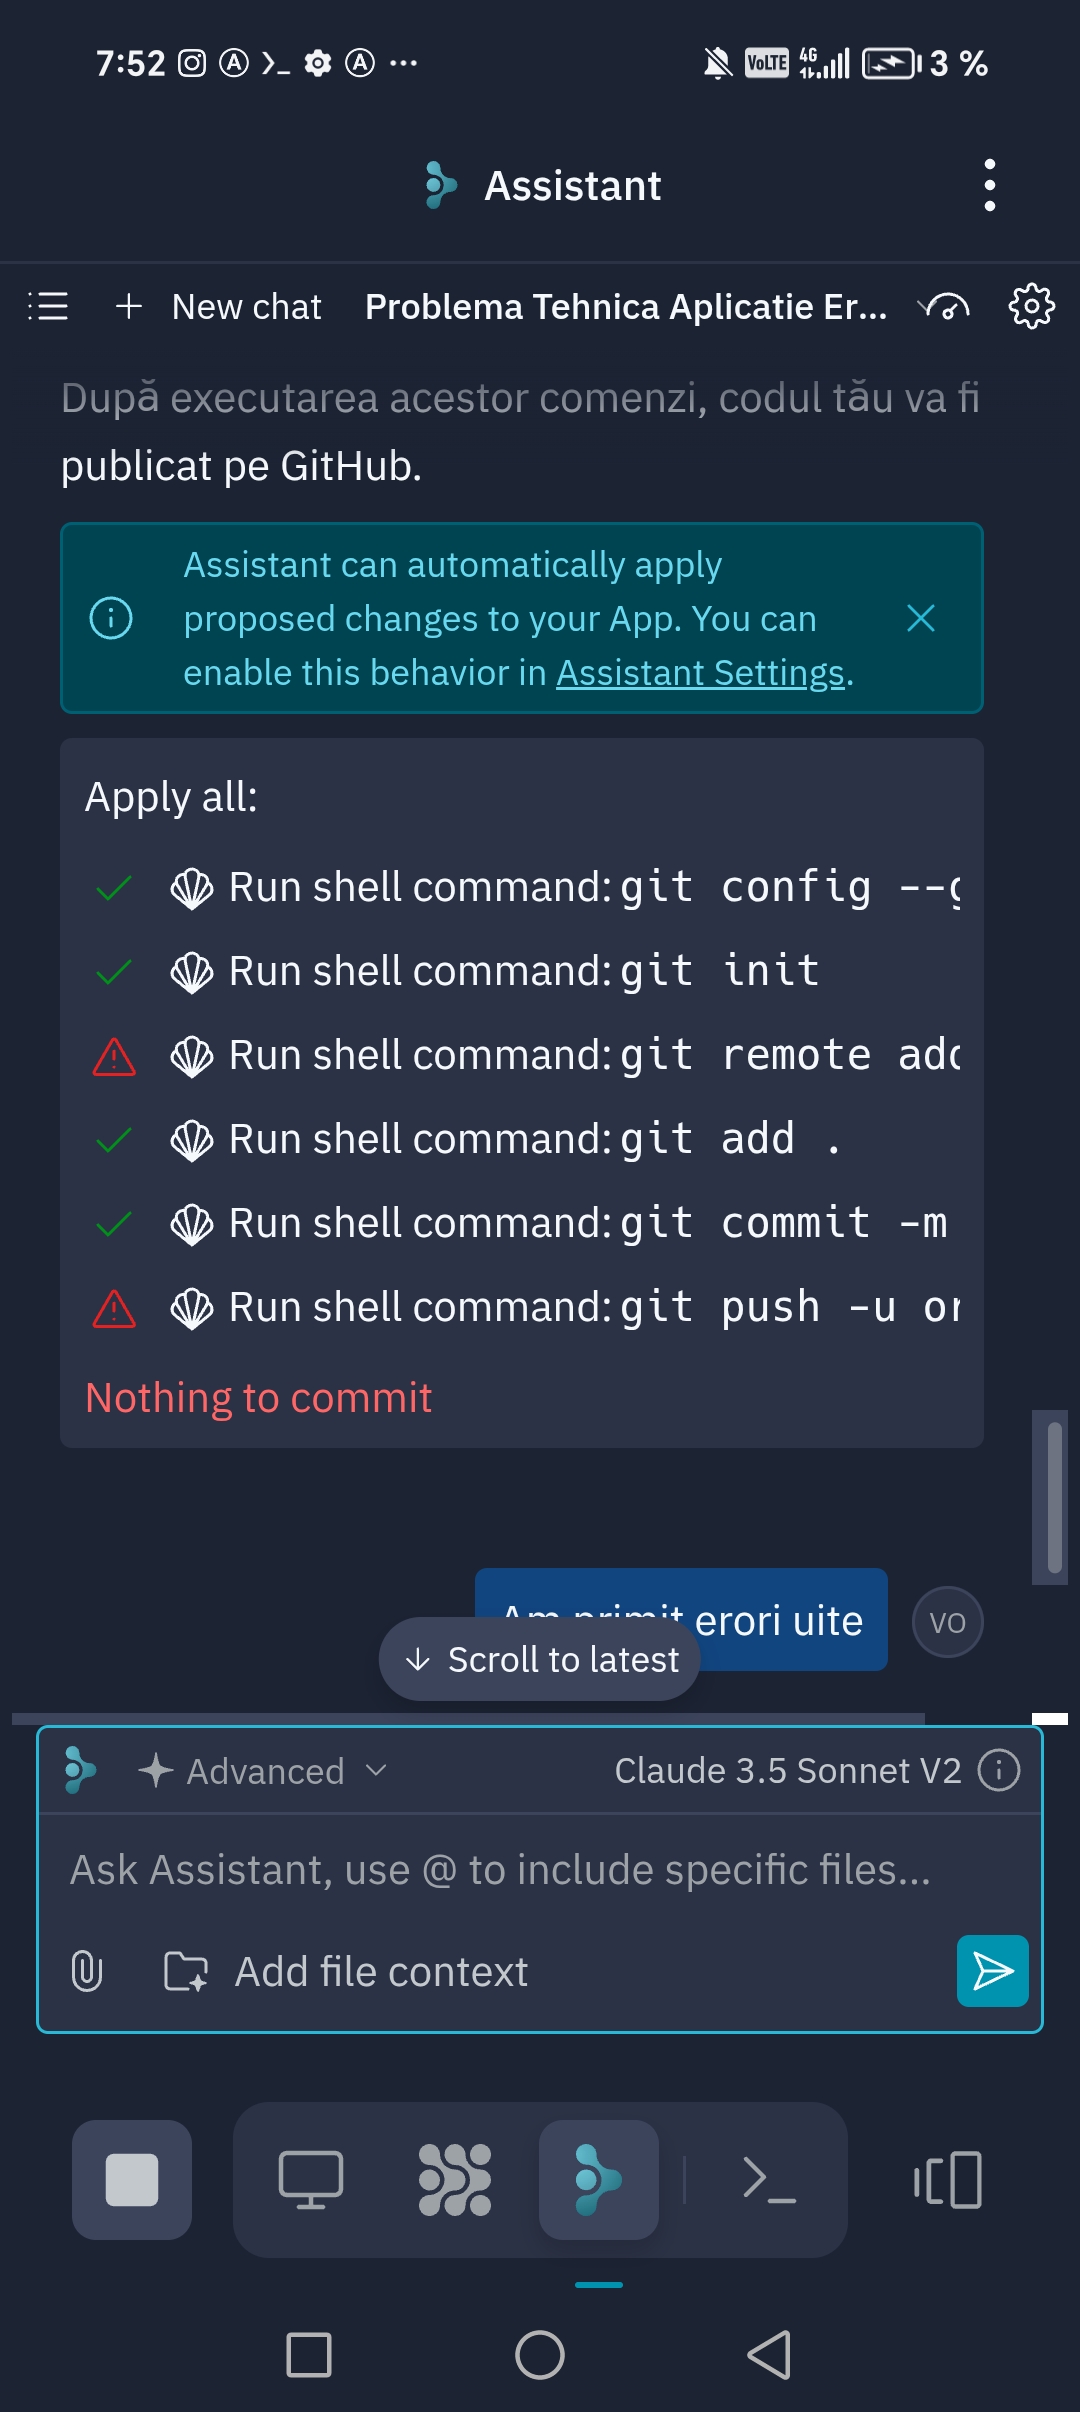 7:52 VoLTE 4G 3 %
Assistant
New chat Problema Tehnica Aplicatie Er...
După executarea acestor comenzi, codul tău va fi
publicat pe GitHub.
Assistant can automatically apply
proposed changes to your App. You can
enable this behavior in Assistant Settings.
Apply all:
Run shell command: git config --g
Run shell command: git init
Run shell command: git remote add
Run shell command: git add .
Run shell command: git commit -m
Run shell command: git push -u or
Nothing to commit
Am primit erori uite VO
Scroll to latest
Advanced Claude 3.5 Sonnet V2
Ask Assistant, use @ to include specific files...
Add file context